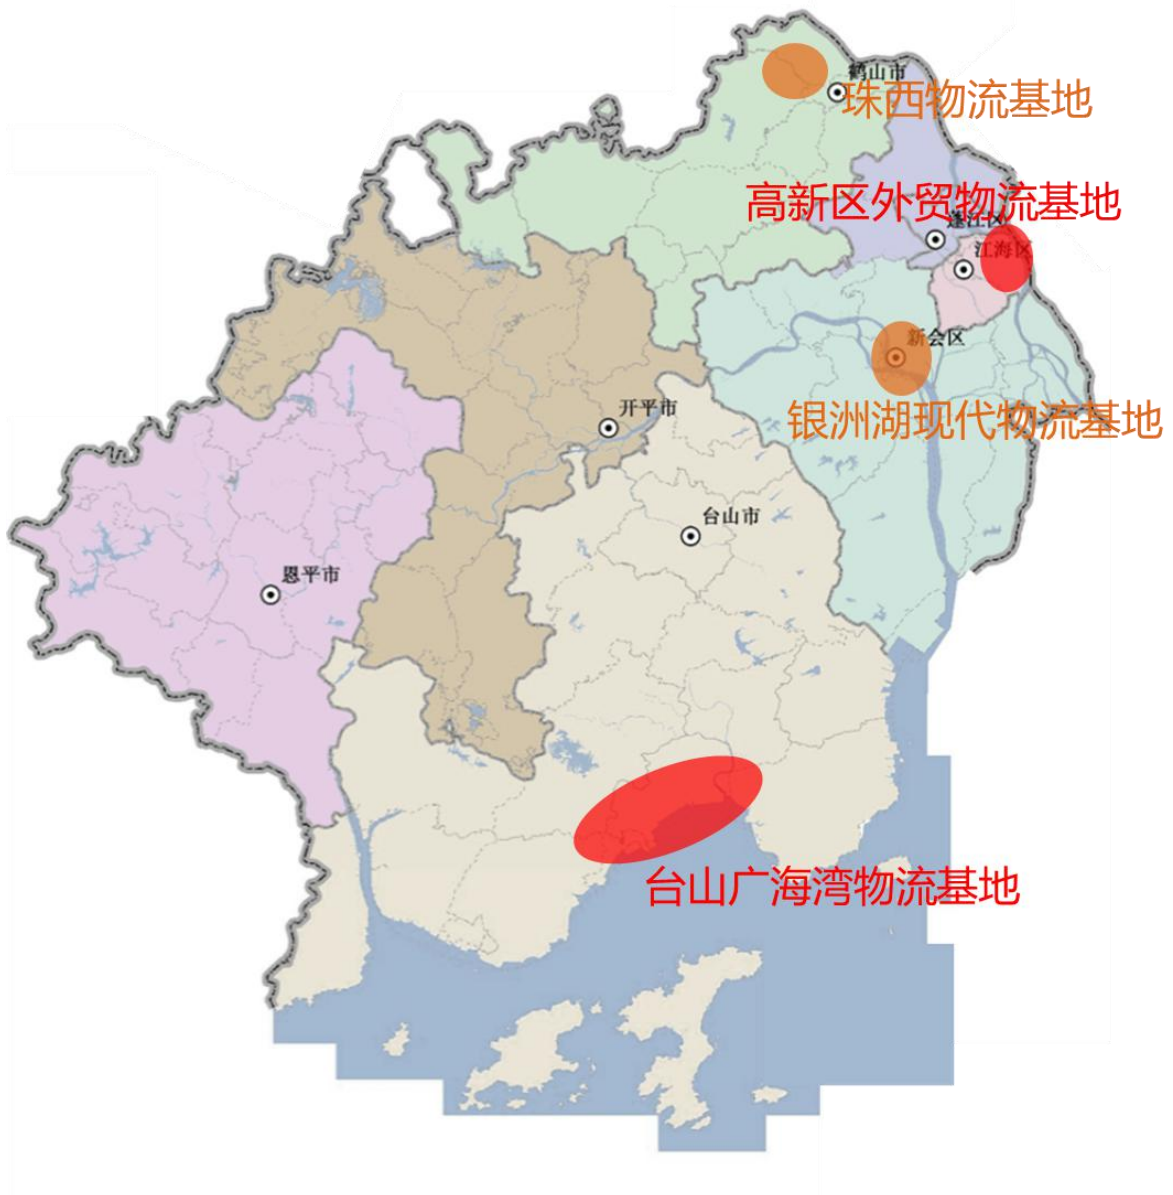 鹤山市
珠西物流基地
高新区外贸物流基地
蓬江区
江海区
新会区
开平市
银洲湖现代物流基地
台山市
恩平市
台山广海湾物流基地